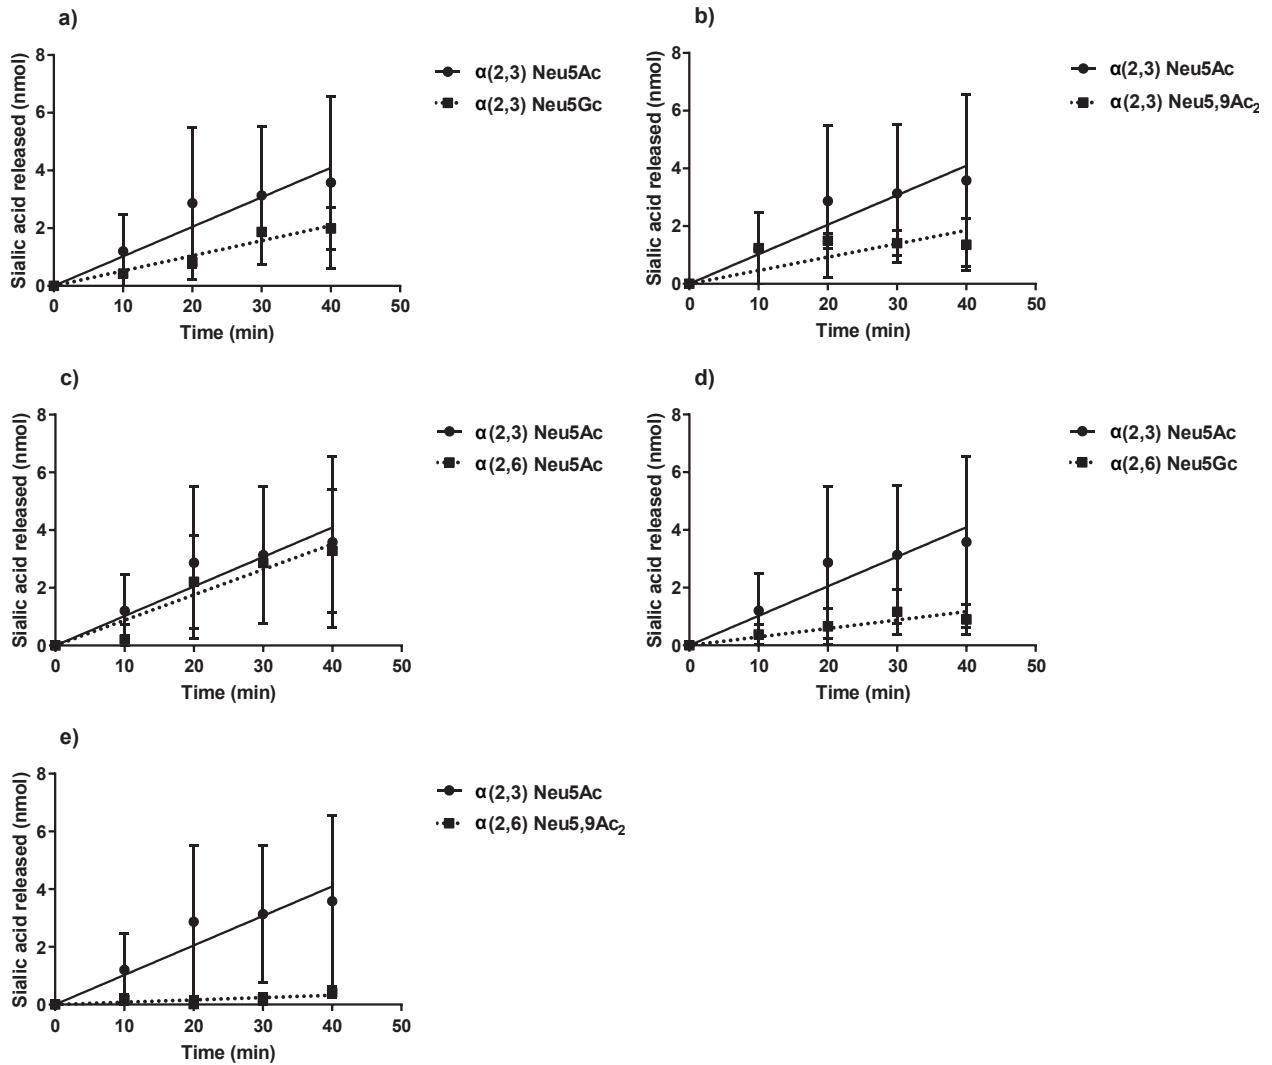 a)
Sialic acid released (nmol)
8
6
4
2
0
0 10 20 30 40 50
Time (min)
α(2,3) Neu5Ac
α(2,3) Neu5Gc
b)
Sialic acid released (nmol)
8
6
4
2
0
0 10 20 30 40 50
Time (min)
α(2,3) Neu5Ac
α(2,3) Neu5,9Ac₂
c)
Sialic acid released (nmol)
8
6
4
2
0
0 10 20 30 40 50
Time (min)
α(2,3) Neu5Ac
α(2,6) Neu5Ac
d)
Sialic acid released (nmol)
8
6
4
2
0
0 10 20 30 40 50
Time (min)
α(2,3) Neu5Ac
α(2,6) Neu5Gc
e)
Sialic acid released (nmol)
8
6
4
2
0
0 10 20 30 40 50
Time (min)
α(2,3) Neu5Ac
α(2,6) Neu5,9Ac₂